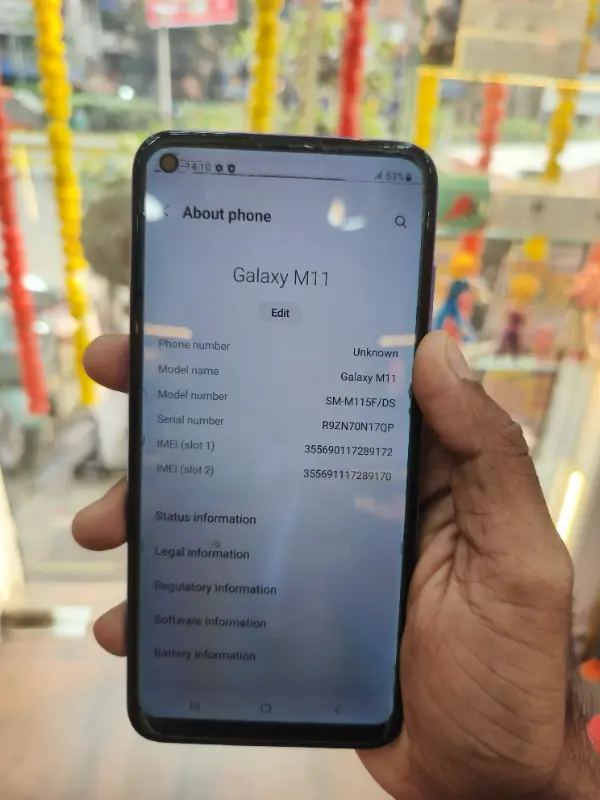 14:10 53%
About phone
Galaxy M11
Edit
Phone number Unknown
Model name Galaxy M11
Model number SM-M115F/DS
Serial number R9ZN70N17QP
IMEI (slot 1) 355690117289172
IMEI (slot 2) 355691117289170
Status information
Legal information
Regulatory information
Software information
Battery information